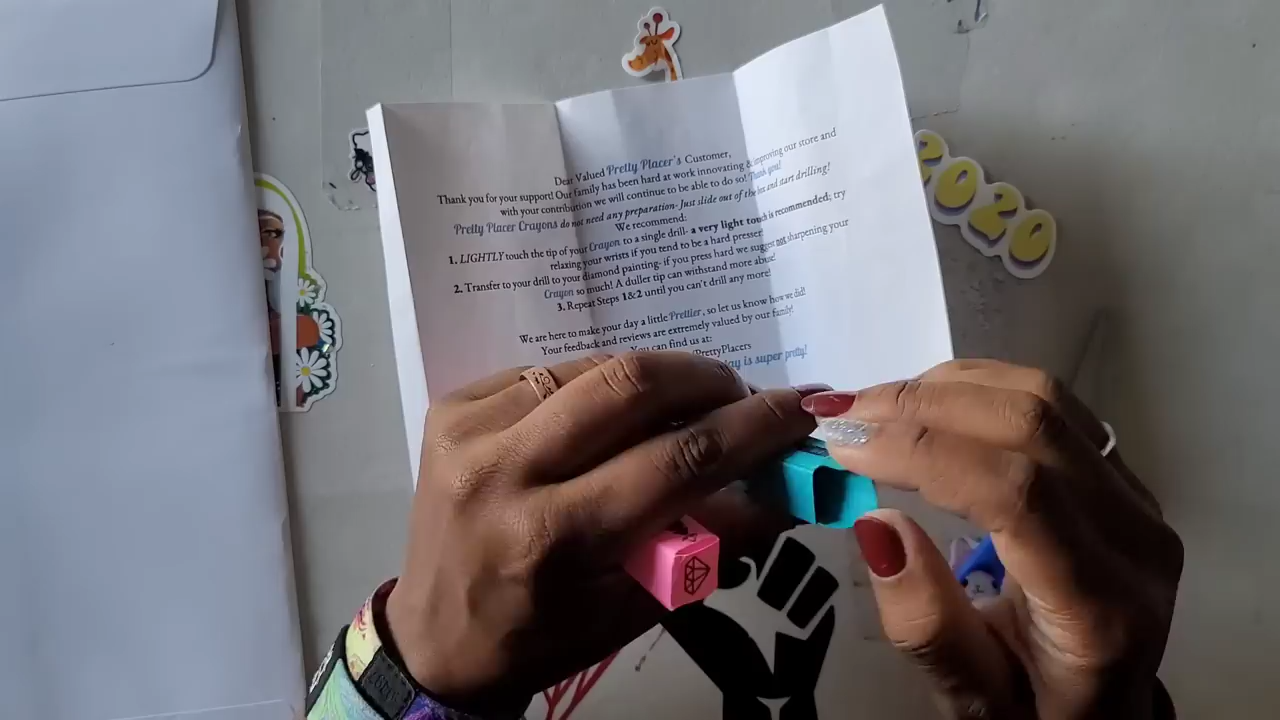 Dear Valued Pretty Placer's Customer,
Thank you for your support! Our family has been hard at work innovating & improving our store and
with your contribution we will continue to be able to do so! Thank you!
Pretty Placer Crayons do not need any preparation- Just slide out of the box and start drilling!
We recommend:
1. LIGHTLY touch the tip of your Crayon to a single drill- a very light touch is recommended; try
relaxing your wrists if you tend to be a hard presser
2. Transfer to your drill to your diamond painting- if you press hard we suggest not sharpening your
Crayon so much! A duller tip can withstand more abuse!
3. Repeat Steps 1&2 until you can't drill any more!
We are here to make your day a little Prettier, so let us know how we did!
Your feedback and reviews are extremely valued by our family!
You can find us at:
/PrettyPlacers
is super pretty!
2020